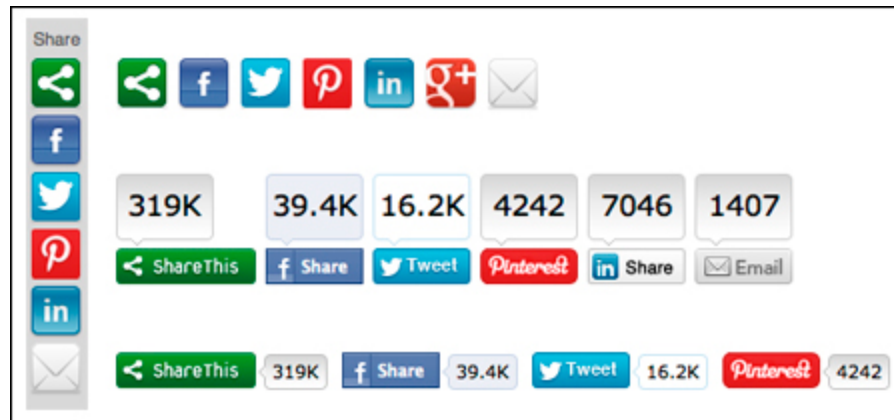 Share
f
in
f
in
g+
319K 39.4K 16.2K 4242 7046 1407
ShareThis f Share Tweet Pinterest in Share Email
ShareThis 319K f Share 39.4K Tweet 16.2K Pinterest 4242